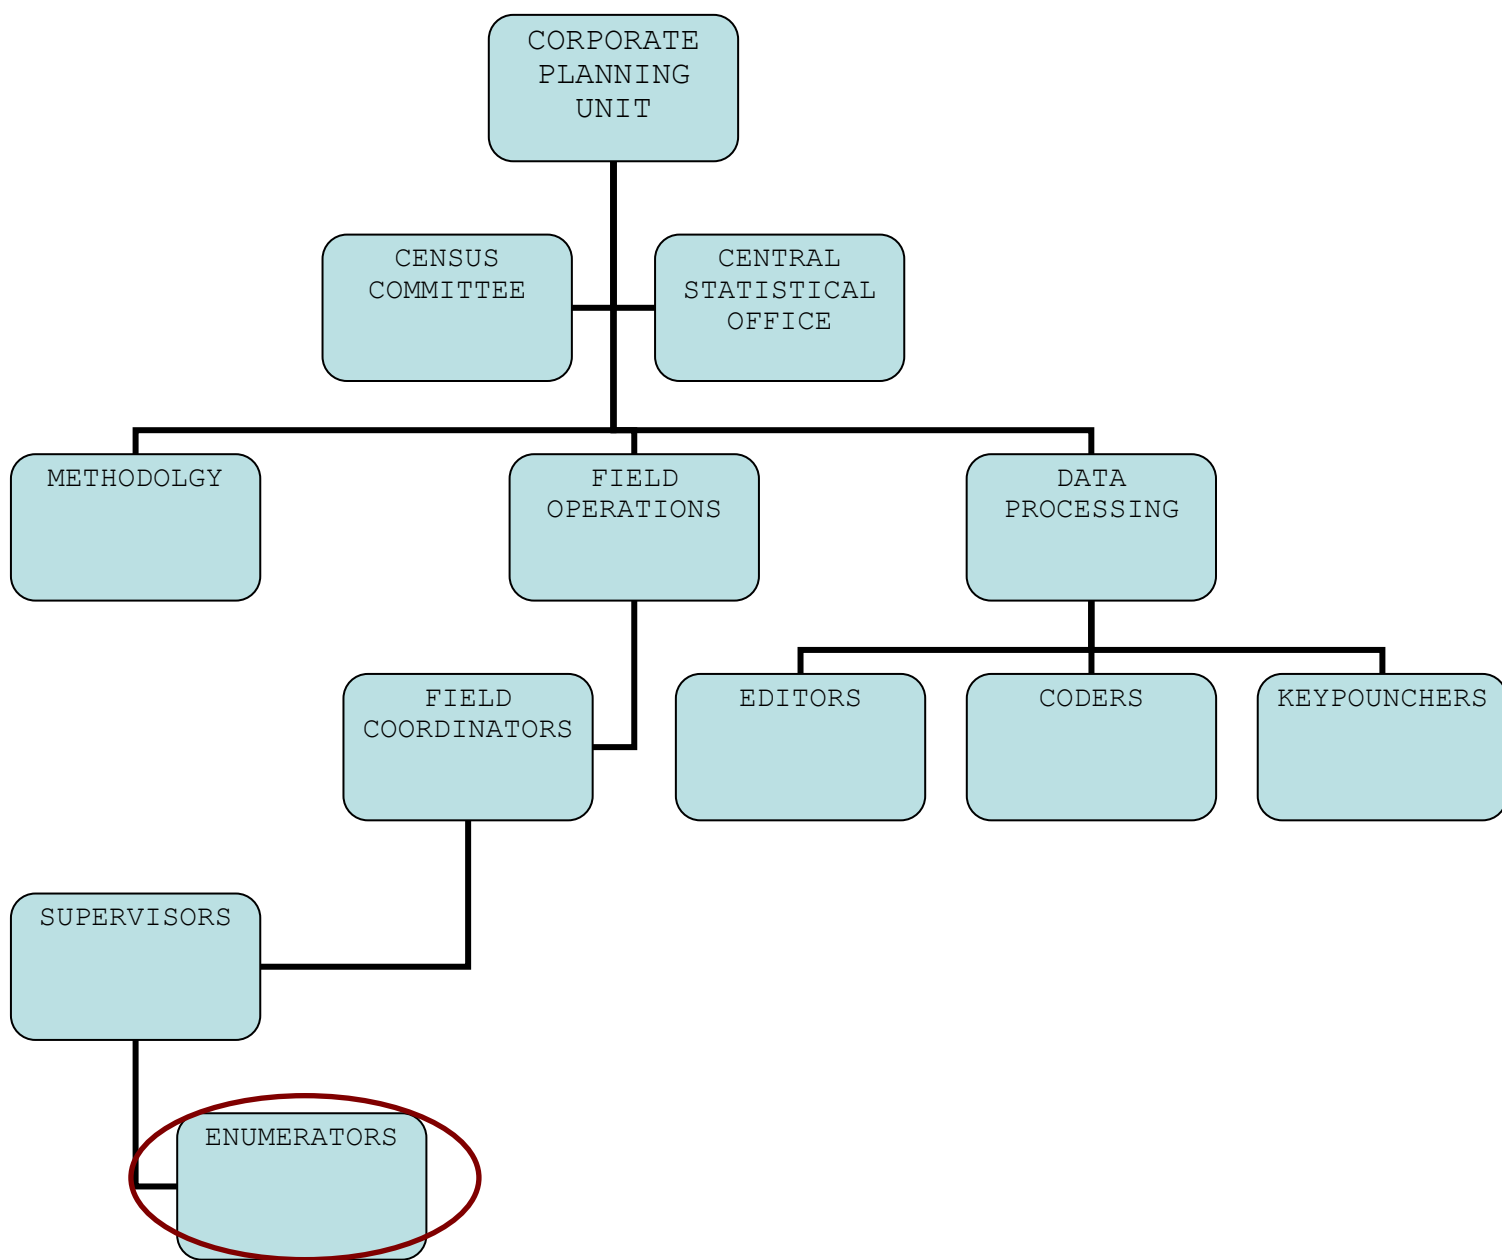 CORPORATE
PLANNING
UNIT
CENSUS
COMMITTEE
CENTRAL
STATISTICAL
OFFICE
METHODOLGY
FIELD
OPERATIONS
DATA
PROCESSING
FIELD
COORDINATORS
EDITORS
CODERS
KEYPOUNCHERS
SUPERVISORS
ENUMERATORS